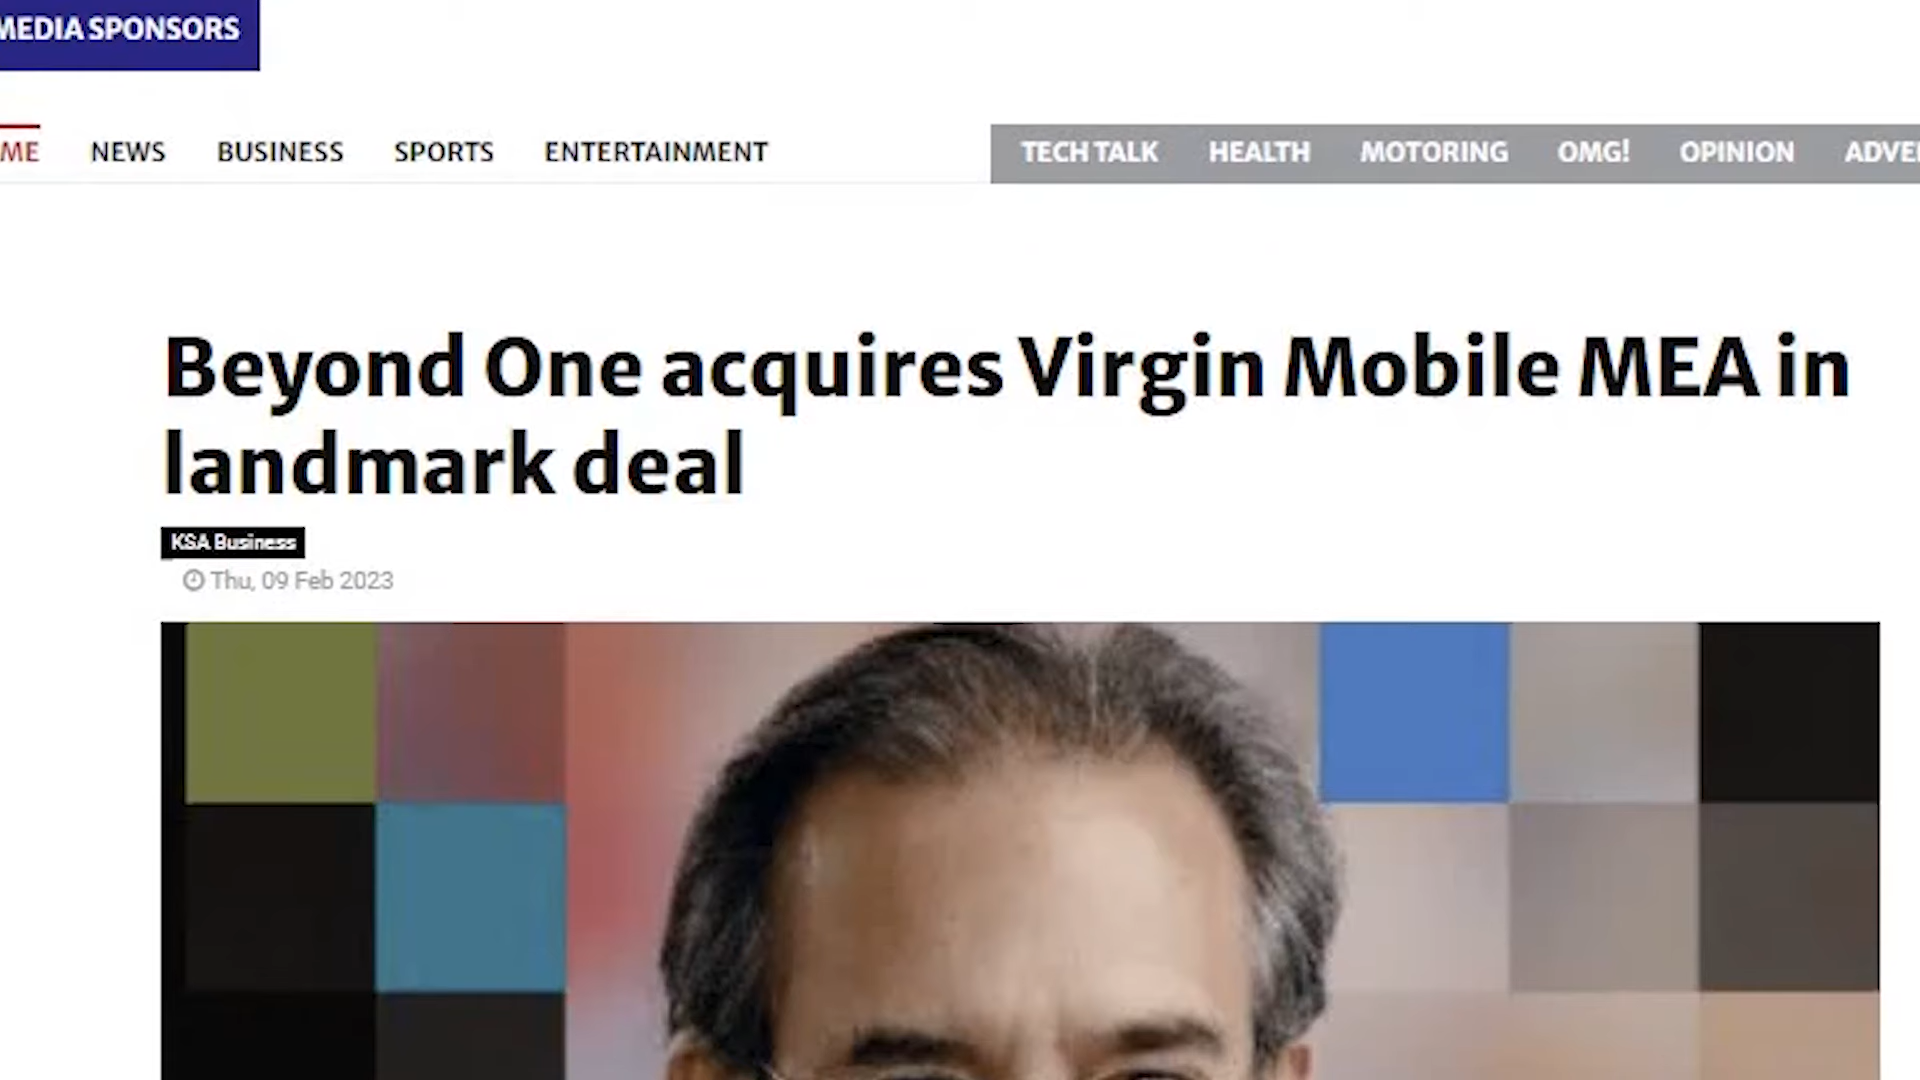 MEDIA SPONSORS
ME NEWS BUSINESS SPORTS ENTERTAINMENT TECH TALK HEALTH MOTORING OMG! OPINION ADVE
Beyond One acquires Virgin Mobile MEA in
landmark deal
KSA Business
Thu, 09 Feb 2023